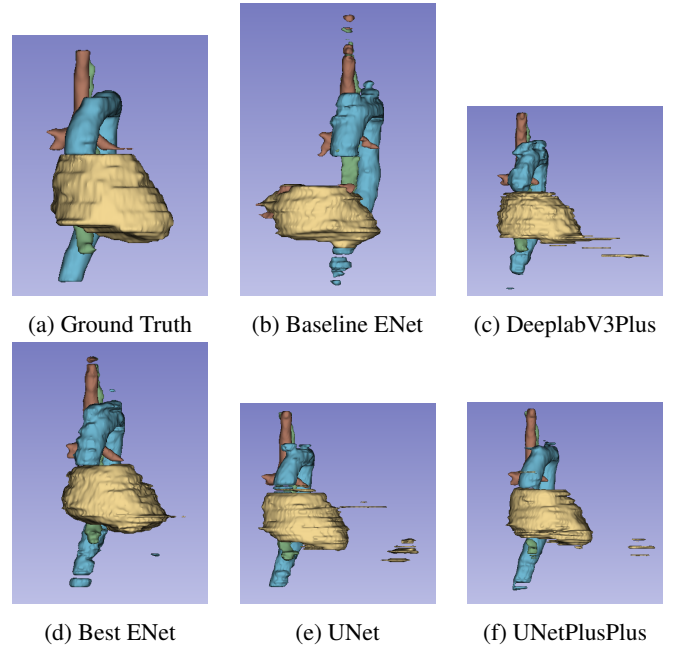 (a) Ground Truth
(b) Baseline ENet
(c) DeeplabV3Plus
(d) Best ENet
(e) UNet
(f) UNetPlusPlus